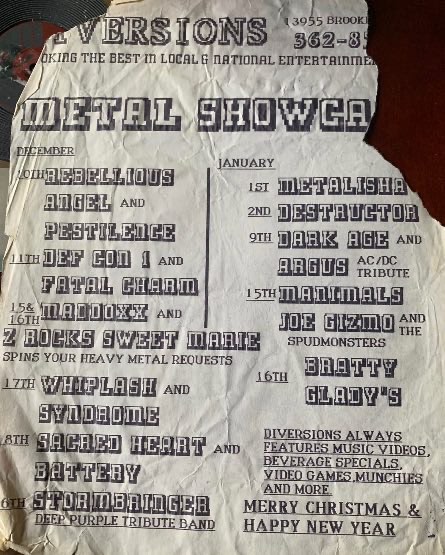 IVERSIONS 13955 BROOK
362-8
OKING THE BEST IN LOCAL & NATIONAL ENTERTAINMEN
METAL SHOWCA
DECEMBER
10TH REBELLIOUS
ANGEL AND
PESTILENCE
11TH DEF CON 1 AND
FATAL CHARM
15& 16TH MADDOXX AND
Z ROCKS SWEET MARIE
SPINS YOUR HEAVY METAL REQUESTS
17TH WHIPLASH AND
SYNDROME
8TH SACRED HEART AND
BATTERY
6TH STORMBRINGER
DEEP PURPLE TRIBUTE BAND
JANUARY
1ST METALISHA
2ND DESTRUCTOR
9TH DARK AGE AND
ARGUS AC/DC TRIBUTE
15TH MANIMALS
JOE GIZMO AND THE
SPUDMONSTERS
16TH BRATTY
GLADY"S
DIVERSIONS ALWAYS
FEATURES MUSIC VIDEOS,
BEVERAGE SPECIALS,
VIDEO GAMES,MUNCHIES
AND MORE
MERRY CHRISTMAS &
HAPPY NEW YEAR